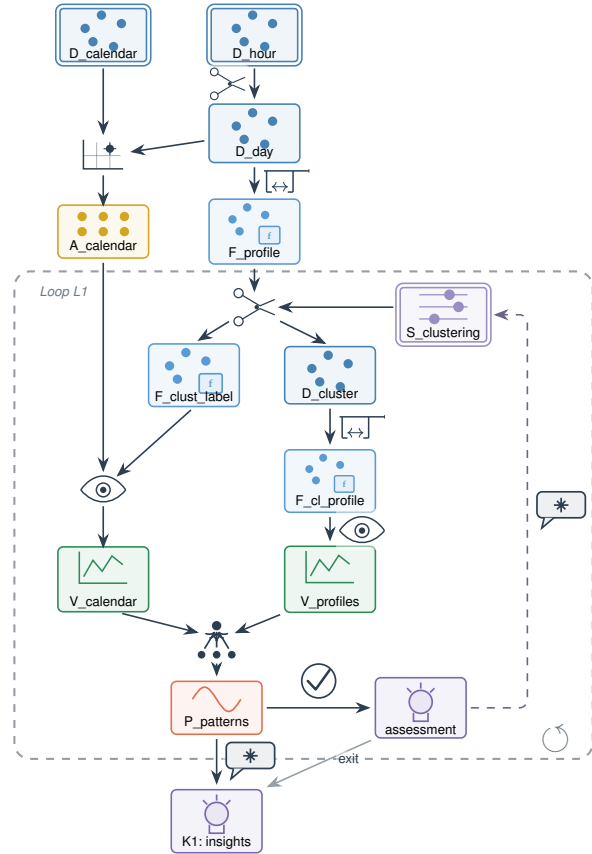 D_calendar
D_hour
D_day
A_calendar
f
F_profile
Loop L1
S_clustering
f
F_clust_label
D_cluster
f
F_cl_profile
V_calendar
V_profiles
P_patterns
assessment
exit
K1: insights